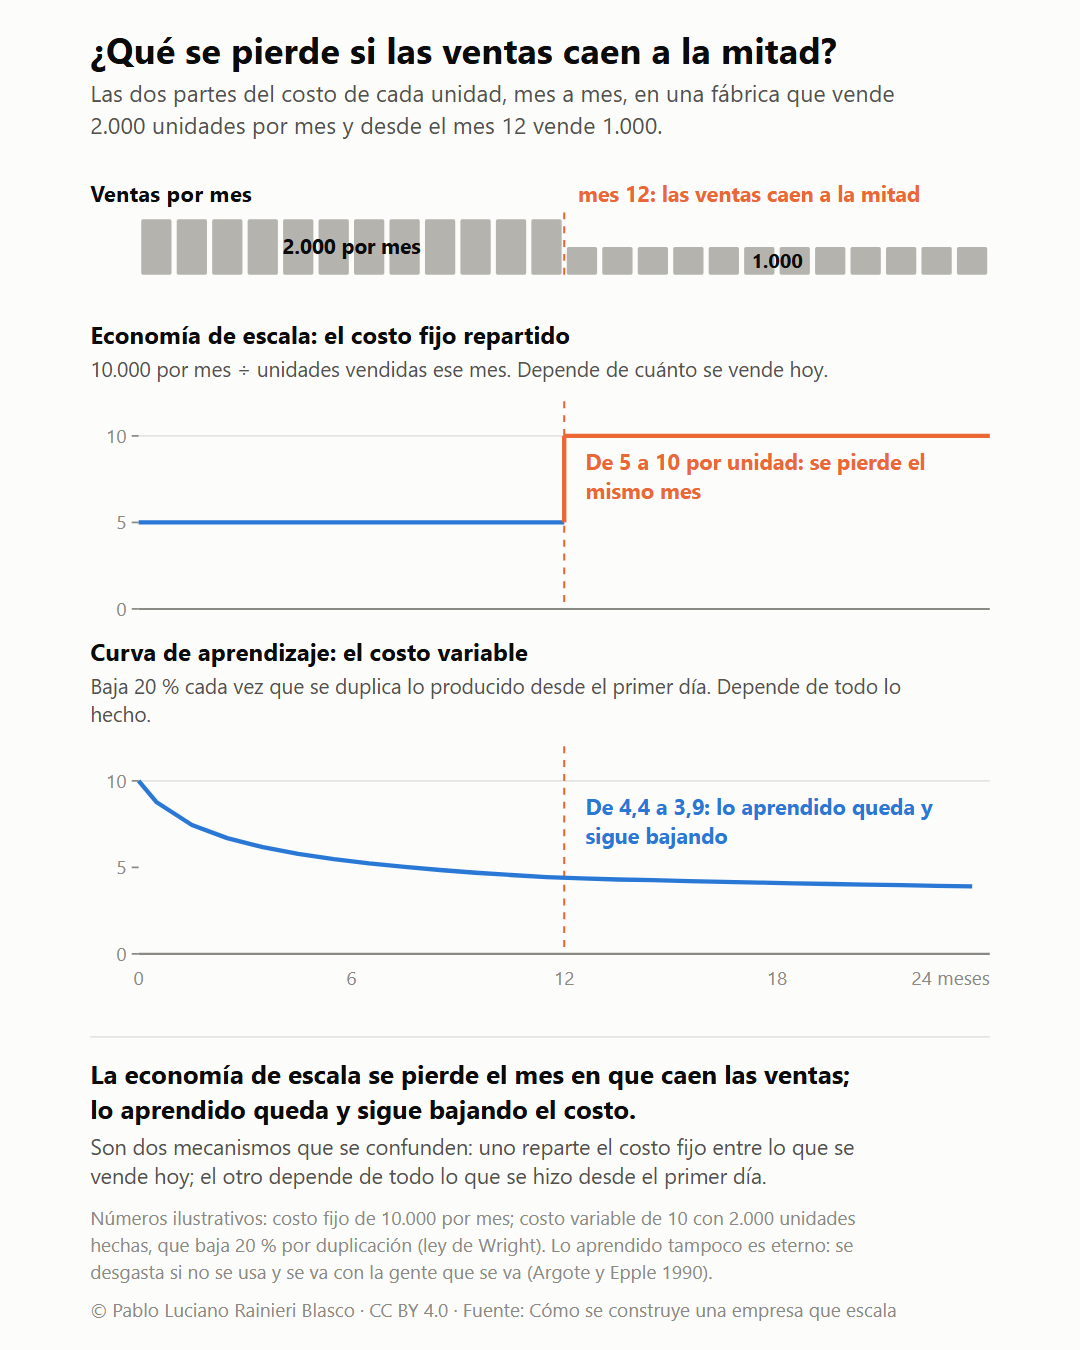 ¿Qué se pierde si las ventas caen a la mitad?
Las dos partes del costo de cada unidad, mes a mes, en una fábrica que vende
2.000 unidades por mes y desde el mes 12 vende 1.000.
Ventas por mes
mes 12: las ventas caen a la mitad
2.000 por mes
1.000
Economía de escala: el costo fijo repartido
10.000 por mes ÷ unidades vendidas ese mes. Depende de cuánto se vende hoy.
10
De 5 a 10 por unidad: se pierde el
mismo mes
5
0
Curva de aprendizaje: el costo variable
Baja 20 % cada vez que se duplica lo producido desde el primer día. Depende de todo lo
hecho.
10
De 4,4 a 3,9: lo aprendido queda y
sigue bajando
5
0
0
6
12
18
24 meses
La economía de escala se pierde el mes en que caen las ventas;
lo aprendido queda y sigue bajando el costo.
Son dos mecanismos que se confunden: uno reparte el costo fijo entre lo que se
vende hoy; el otro depende de todo lo que se hizo desde el primer día.
Números ilustrativos: costo fijo de 10.000 por mes; costo variable de 10 con 2.000 unidades
hechas, que baja 20 % por duplicación (ley de Wright). Lo aprendido tampoco es eterno: se
desgasta si no se usa y se va con la gente que se va (Argote y Epple 1990).
© Pablo Luciano Rainieri Blasco · CC BY 4.0 · Fuente: Cómo se construye una empresa que escala